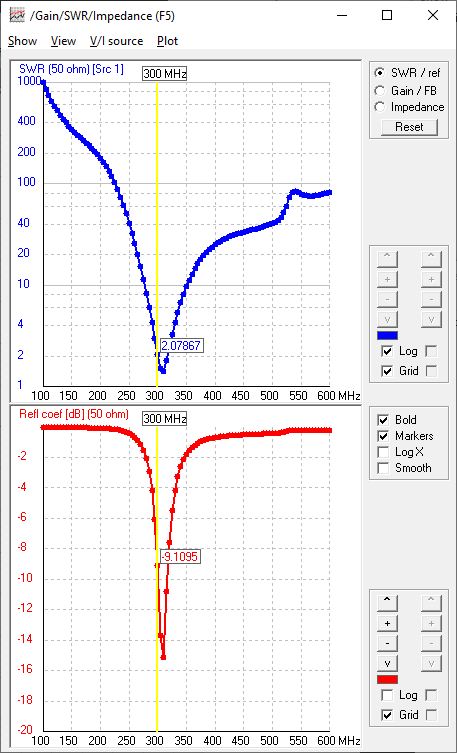 /Gain/SWR/Impedance (F5)
Show View V/I source Plot
SWR (50 ohm) [Src 1]
300 MHz
1000
400
200
100
40
20
10
4
2
1
2.07867
100 150 200 250 300 350 400 450 500 600 MHz
Refl coef [dB] (50 ohm)
300 MHz
-2
-4
-6
-8
-10
-12
-14
-16
-18
-20
-9.1095
100 150 200 250 300 350 400 450 500 600 MHz
SWR / ref
Gain / FB
Impedance
Reset
^ ^
+ +
- -
v v
Log
Grid
Bold
Markers
Log X
Smooth
^ ^
+ +
- -
v v
Log
Grid